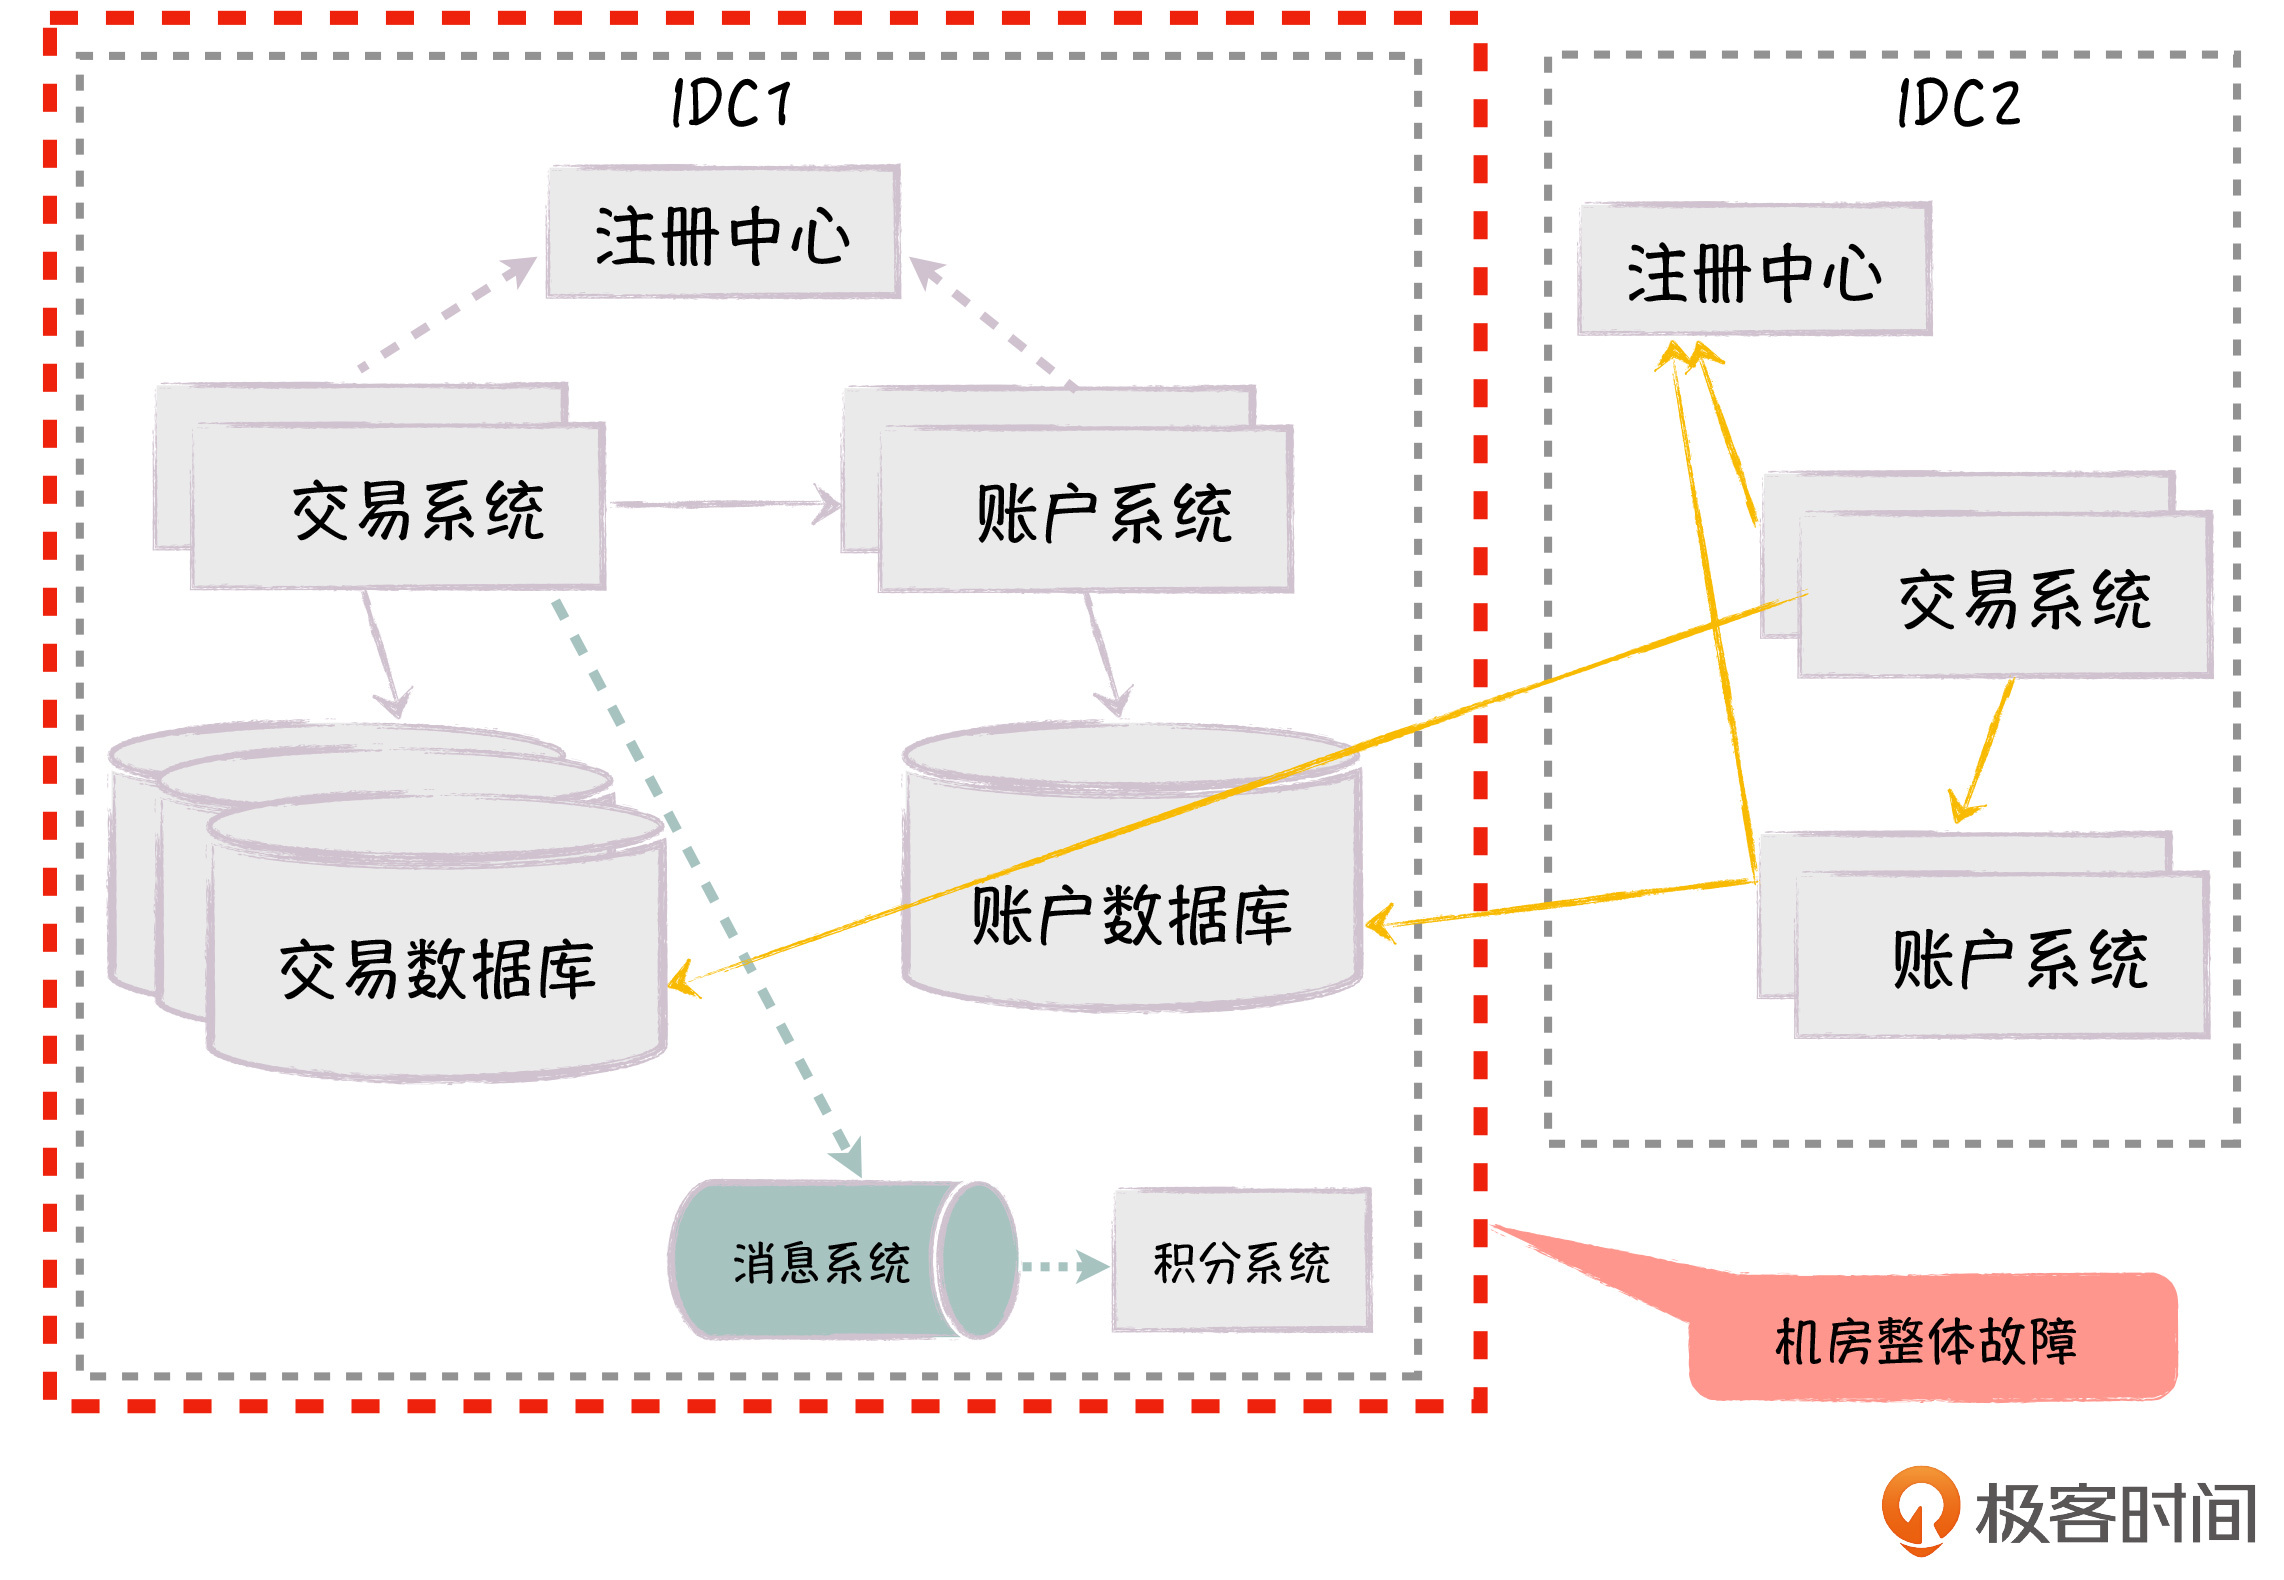 IDC1
IDC2
注册中心
注册中心
交易系统
账户系统
交易系统
交易数据库
账户数据库
账户系统
消息系统
积分系统
机房整体故障
极客时间